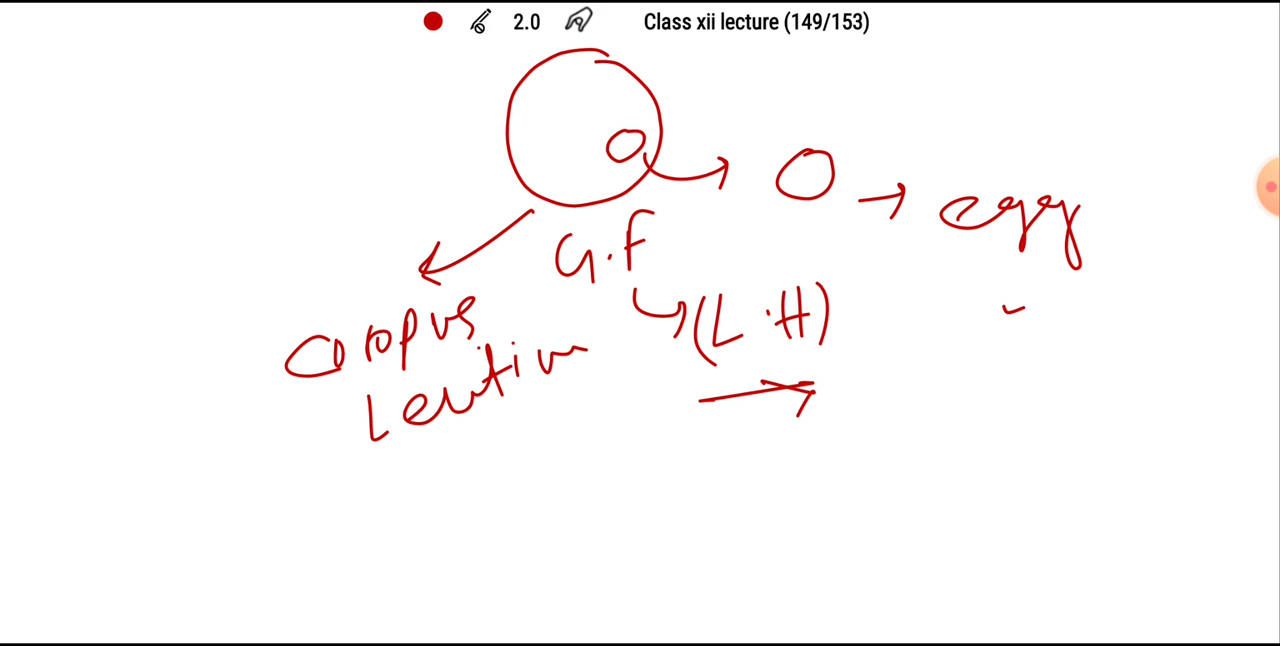 2.0 Class xii lecture (149/153)
egg
G.F
(L.H)
Corpus
Leutim